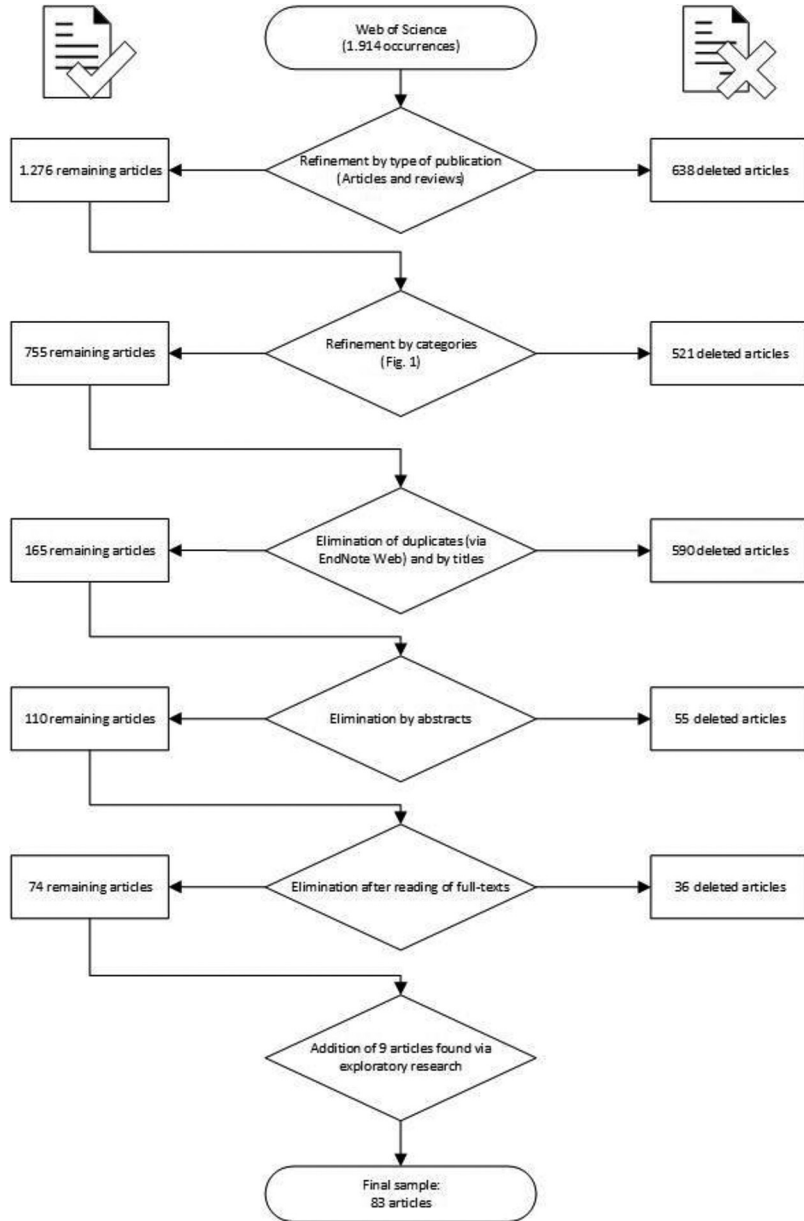 Web of Science
(1.914 occurrences)
1.276 remaining articles
Refinement by type of publication
(Articles and reviews)
638 deleted articles
755 remaining articles
Refinement by categories
(Fig. 1)
521 deleted articles
165 remaining articles
Elimination of duplicates (via
EndNote Web) and by titles
590 deleted articles
110 remaining articles
Elimination by abstracts
55 deleted articles
74 remaining articles
Elimination after reading of full-texts
36 deleted articles
Addition of 9 articles found via
exploratory research
Final sample:
83 articles